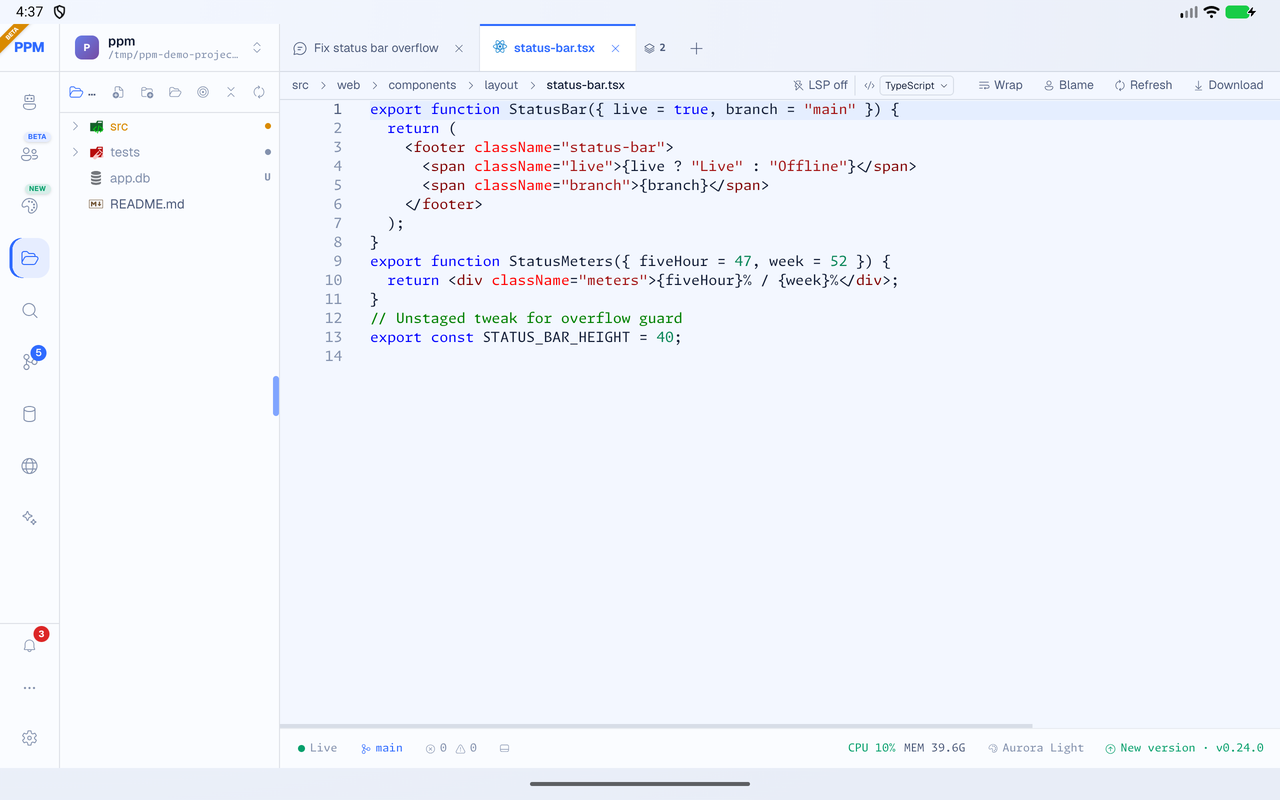 4:37
BETA
PPM
P
ppm
/tmp/ppm-demo-projec…
Fix status bar overflow
status-bar.tsx
2
src
web
components
layout
status-bar.tsx
LSP off
TypeScript
Wrap
Blame
Refresh
Download
...
BETA
NEW
5
3
src
tests
app.db
U
README.md
1 export function StatusBar({ live = true, branch = "main" }) {
2 return (
3 <footer className="status-bar">
4 <span className="live">{live ? "Live" : "Offline"}</span>
5 <span className="branch">{branch}</span>
6 </footer>
7 );
8 }
9 export function StatusMeters({ fiveHour = 47, week = 52 }) {
10 return <div className="meters">{fiveHour}% / {week}%</div>;
11 }
12 // Unstaged tweak for overflow guard
13 export const STATUS_BAR_HEIGHT = 40;
14
Live
main
0
0
CPU 10% MEM 39.6G
Aurora Light
New version · v0.24.0